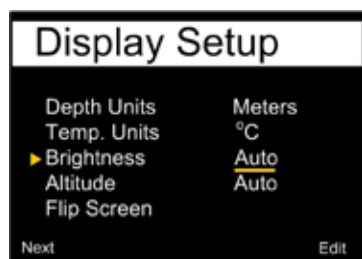 Display Setup
Depth Units Meters
Temp. Units °C
Brightness Auto
Altitude Auto
Flip Screen
Next Edit